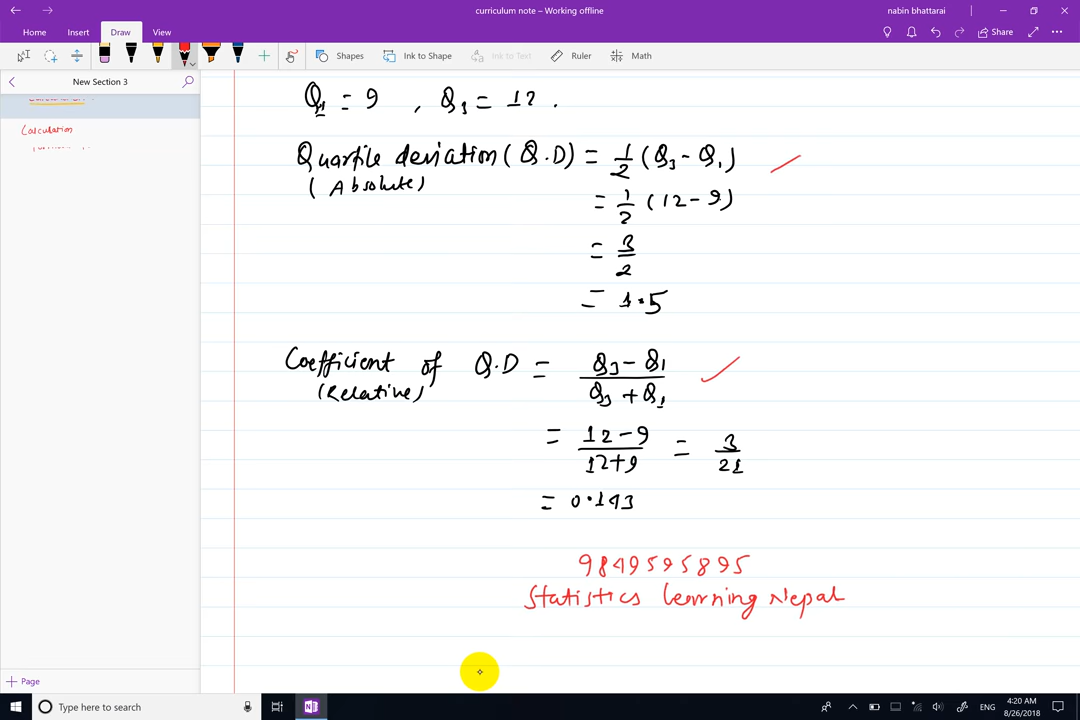 curriculum note – Working offline
nabin bhattarai
Home Insert Draw View
Share
Shapes Ink to Shape Ink to Text Ruler Math
New Section 3
Calculation
Q1 = 9 , Q3 = 12 .
Quartile deviation (Q.D) = 1/2 (Q3 - Q1)
(Absolute)
= 1/2 (12 - 9)
= 3/2
= 1.5
Coefficient of Q.D = Q3 - Q1 / Q3 + Q1
(Relative)
= 12 - 9 / 12 + 9 = 3/21
= 0.143
9849595895
Statistics learning Nepal
+ Page
Type here to search
ENG
4:20 AM
8/26/2018